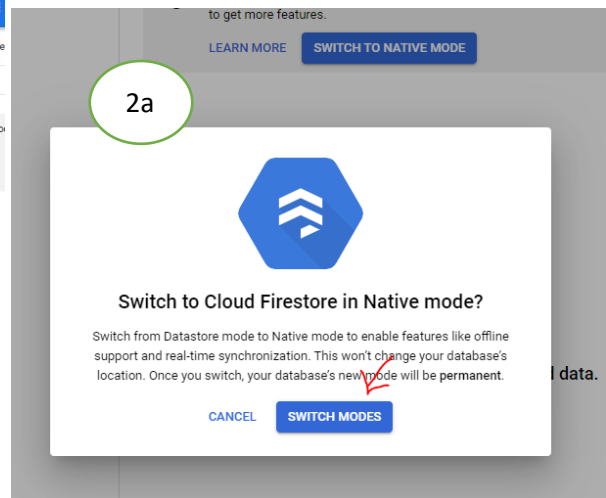 to get more features.
LEARN MORE SWITCH TO NATIVE MODE
2a
Switch to Cloud Firestore in Native mode?
Switch from Datastore mode to Native mode to enable features like offline
support and real-time synchronization. This won't change your database's
location. Once you switch, your database's new mode will be permanent.
l data.
CANCEL SWITCH MODES